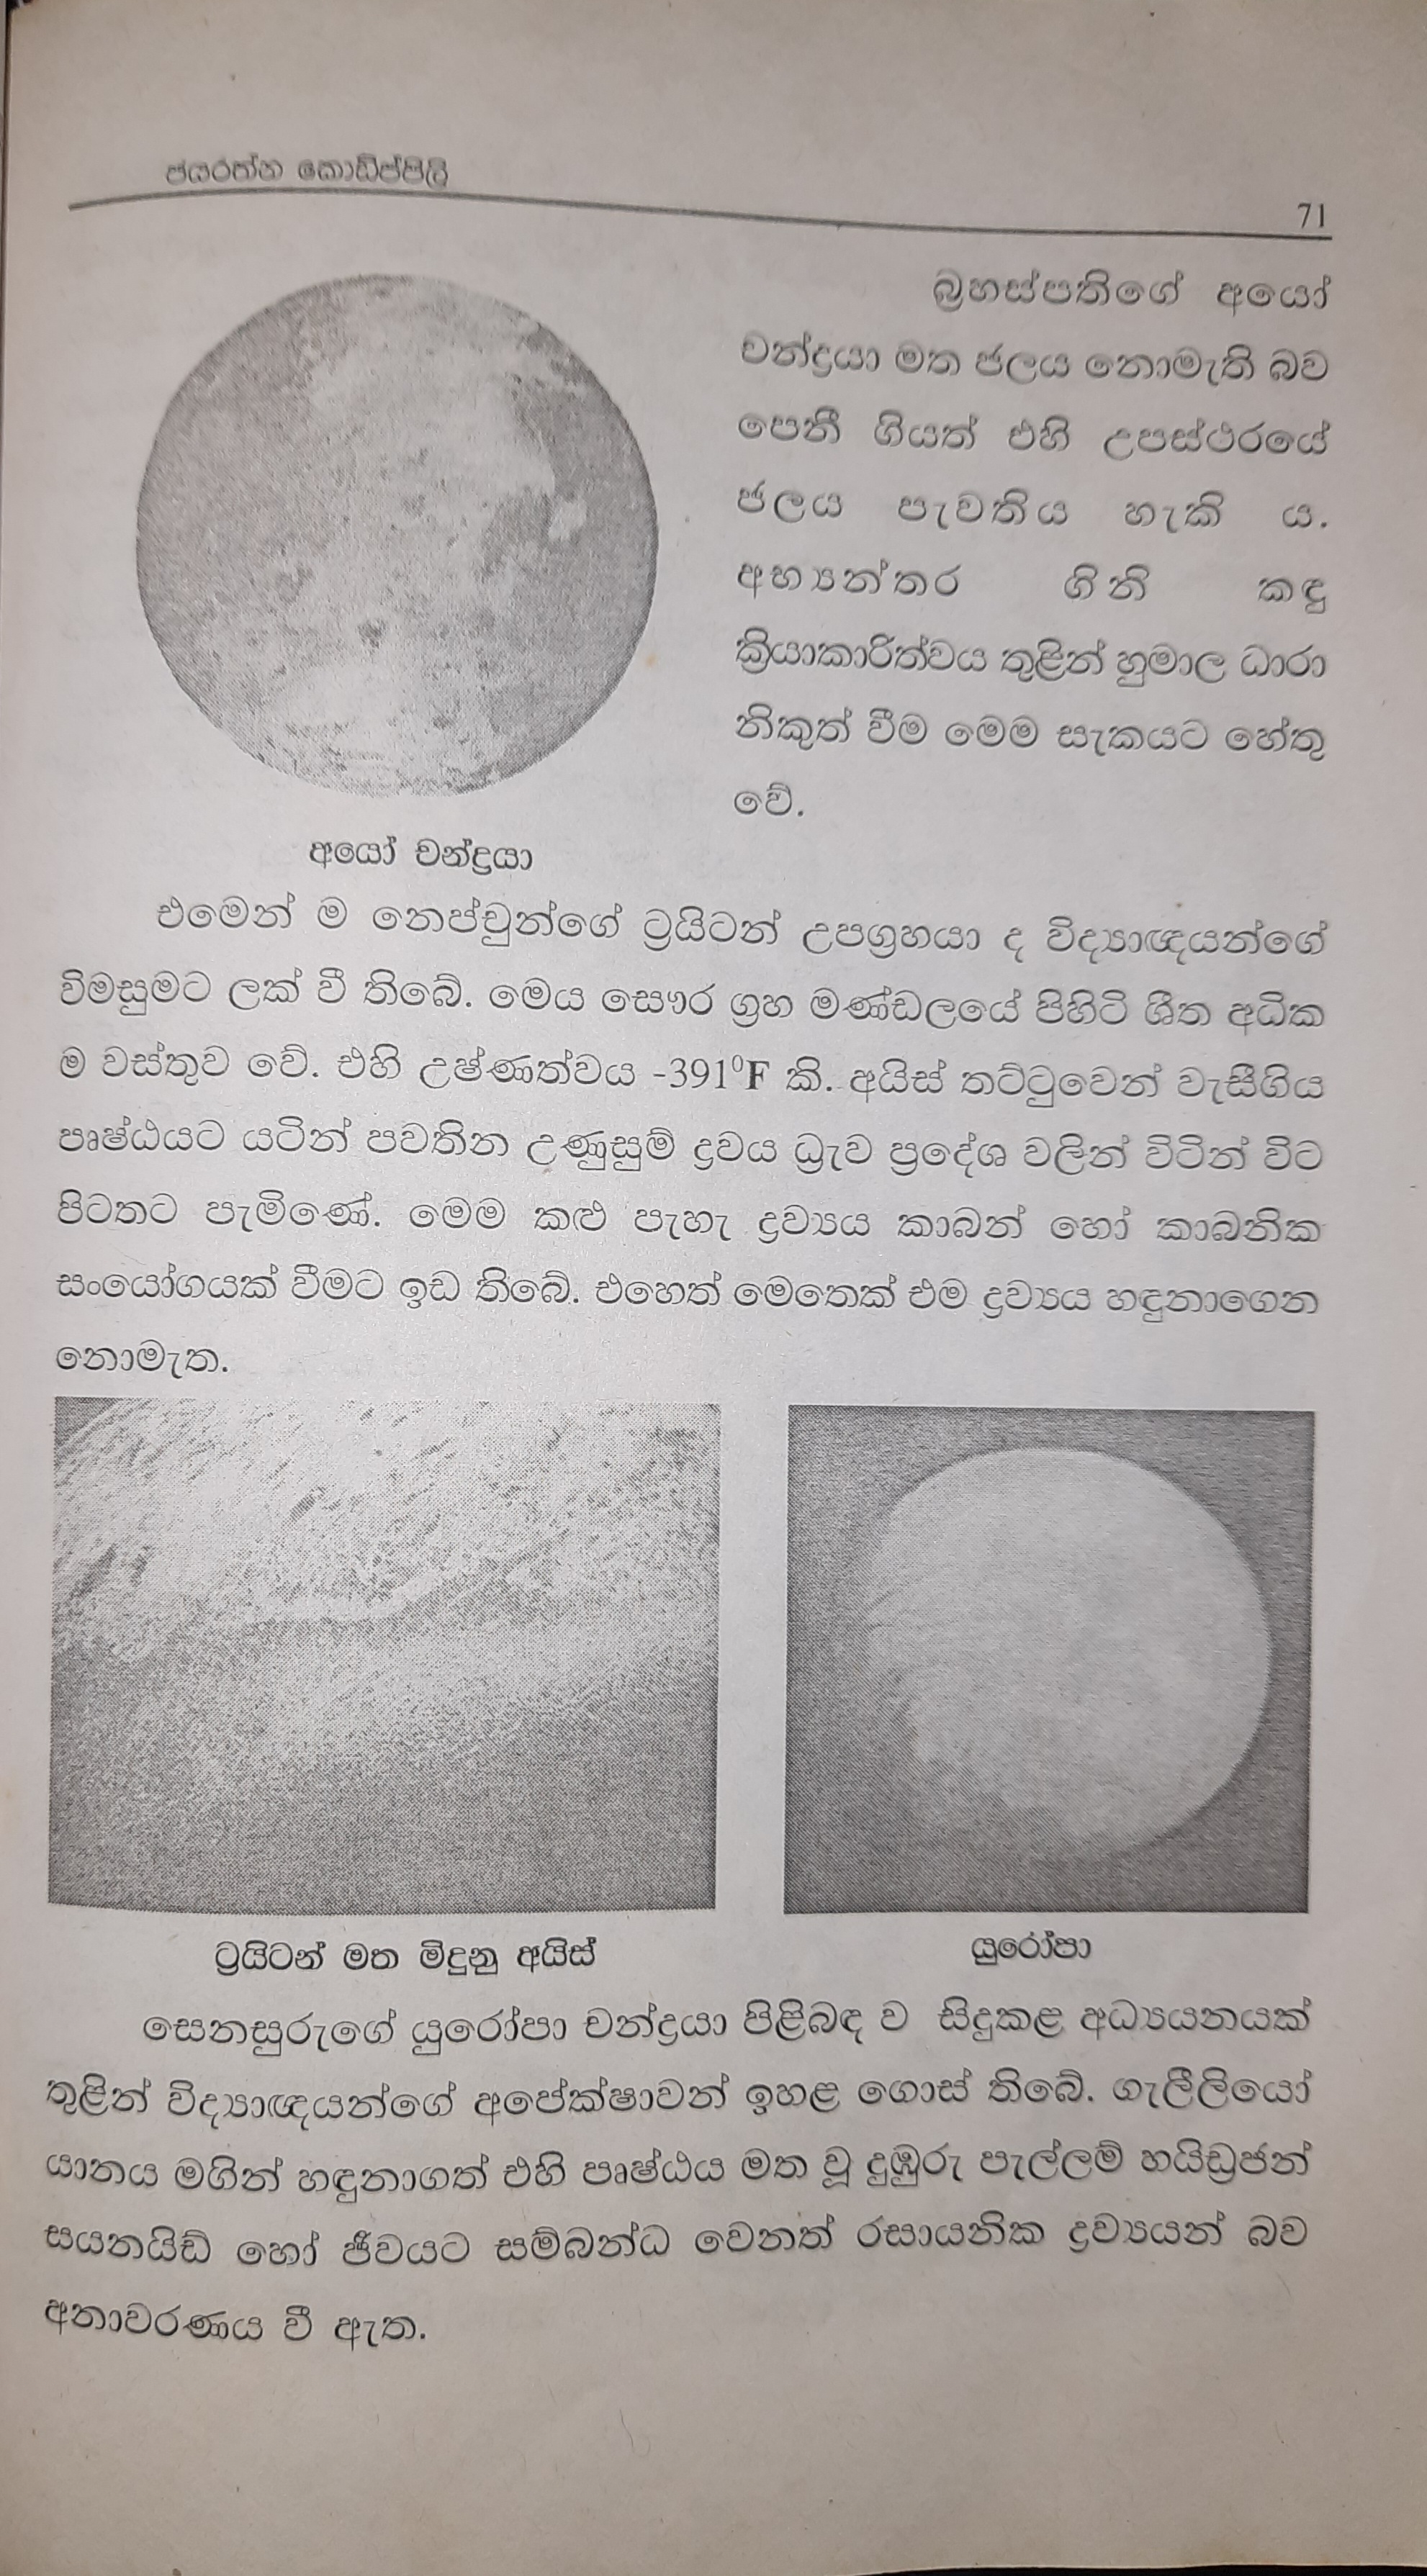 ජයරත්න කොඩිප්පිලි
71
බ්‍රහස්පතිගේ අයෝ
චන්ද්‍රයා මත ජලය නොමැති බව
පෙනී ගියත් එහි උපස්ථරයේ
ජලය පැවතිය හැකි ය.
අභ්‍යන්තර ගිනි කඳු
ක්‍රියාකාරිත්වය තුළින් හුමාල ධාරා
නිකුත් වීම මෙම සැකයට හේතු
වේ.
අයෝ චන්ද්‍රයා
එමෙන් ම නෙප්චුන්ගේ ට්‍රයිටන් උපග්‍රහයා ද විද්‍යාඥයන්ගේ
විමසුමට ලක් වී තිබේ. මෙය සෞර ග්‍රහ මණ්ඩලයේ පිහිටි ශීත අධික
ම වස්තුව වේ. එහි උෂ්ණත්වය -391⁰F කි. අයිස් තට්ටුවෙන් වැසීගිය
පෘෂ්ඨයට යටින් පවතින උණුසුම් ද්‍රවය ධ්‍රැව ප්‍රදේශ වලින් විටින් විට
පිටතට පැමිණේ. මෙම කළු පැහැ ද්‍රව්‍යය කාබන් හෝ කාබනික
සංයෝගයක් වීමට ඉඩ තිබේ. එහෙත් මෙතෙක් එම ද්‍රව්‍යය හඳුනාගෙන
නොමැත.
ට්‍රයිටන් මත මිදුනු අයිස්
යුරෝපා
සෙනසුරුගේ යුරෝපා චන්ද්‍රයා පිළිබඳ ව සිදුකළ අධ්‍යයනයක්
තුළින් විද්‍යාඥයන්ගේ අපේක්ෂාවන් ඉහළ ගොස් තිබේ. ගැලීලියෝ
යානය මගින් හඳුනාගත් එහි පෘෂ්ඨය මත වූ දුඹුරු පැල්ලම් හයිඩ්‍රජන්
සයනයිඩ් හෝ ජීවයට සම්බන්ධ වෙනත් රසායනික ද්‍රව්‍යයන් බව
අනාවරණය වී ඇත.